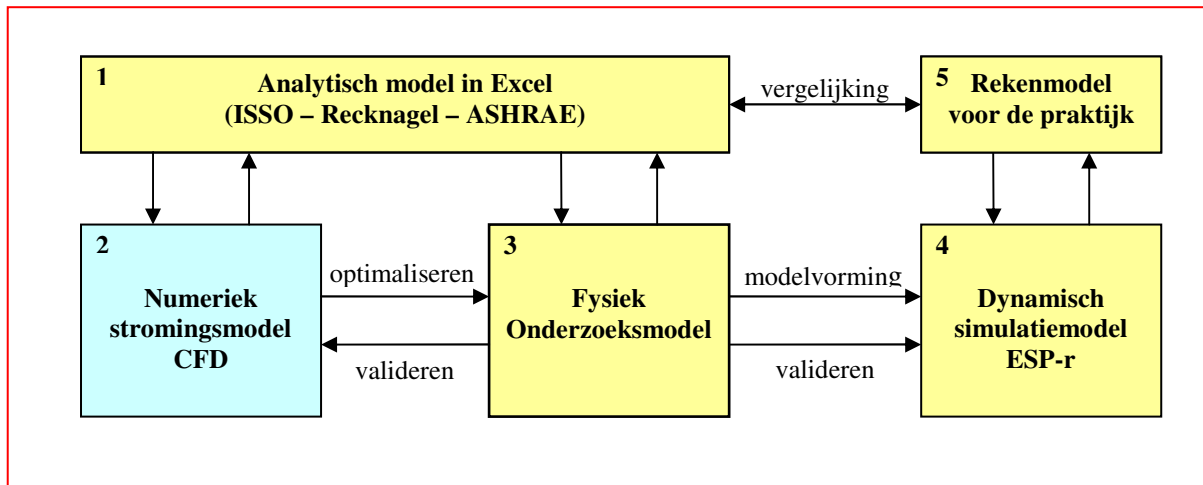 1
Analytisch model in Excel
(ISSO – Recknagel – ASHRAE)
vergelijking
5
Rekenmodel
voor de praktijk
2
Numeriek
stromingsmodel
CFD
optimaliseren
valideren
3
Fysiek
Onderzoeksmodel
modelvorming
valideren
4
Dynamisch
simulatiemodel
ESP-r